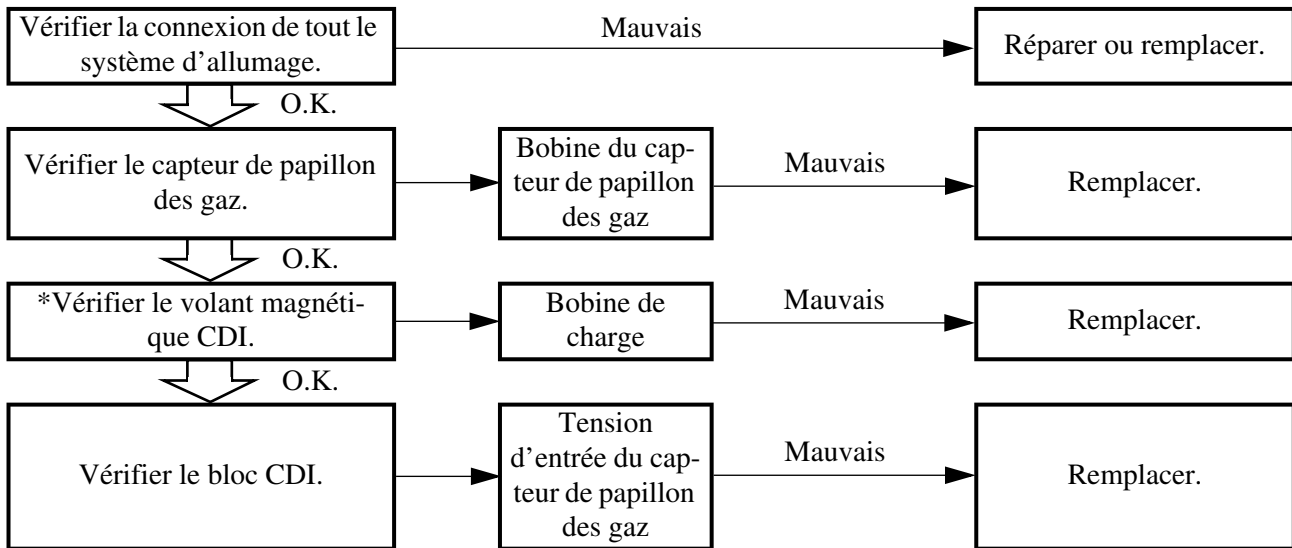 Vérifier la connexion de tout le
système d’allumage.
Mauvais
Réparer ou remplacer.
O.K.
Vérifier le capteur de papillon
des gaz.
Bobine du cap-
teur de papillon
des gaz
Mauvais
Remplacer.
O.K.
*Vérifier le volant magnéti-
que CDI.
Bobine de
charge
Mauvais
Remplacer.
O.K.
Vérifier le bloc CDI.
Tension
d’entrée du cap-
teur de papillon
des gaz
Mauvais
Remplacer.